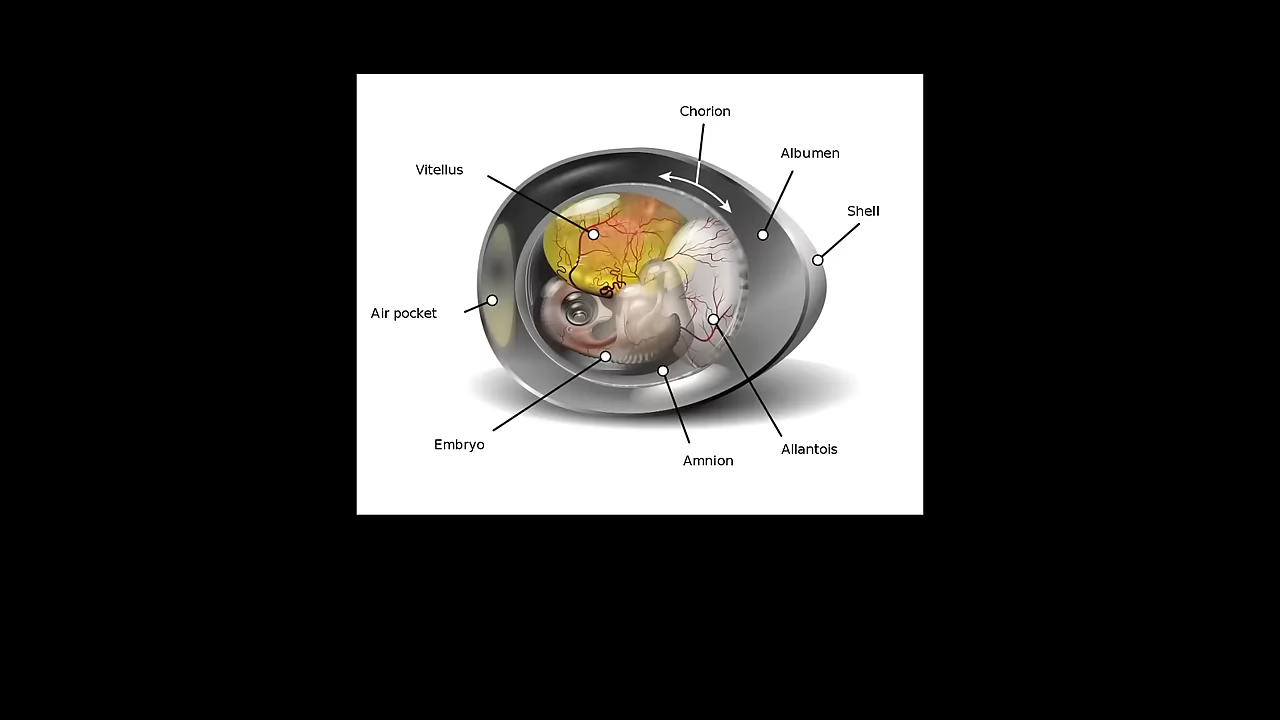 Chorion
Albumen
Vitellus
Shell
Air pocket
Embryo
Allantois
Amnion